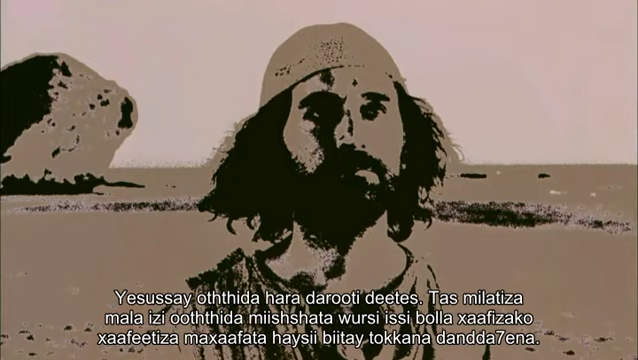 Yesussay oththida hara darooti deetes. Tas milatiza
mala izi ooththida miishshata wursi issi bolla xaafizako
xaafeetiza maxaafata haysii biitay tokkana dandda7ena.